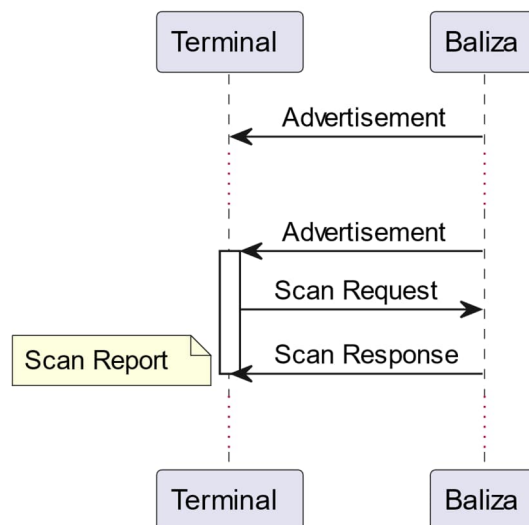 Terminal
Baliza
Advertisement
Advertisement
Scan Request
Scan Report
Scan Response
Terminal
Baliza